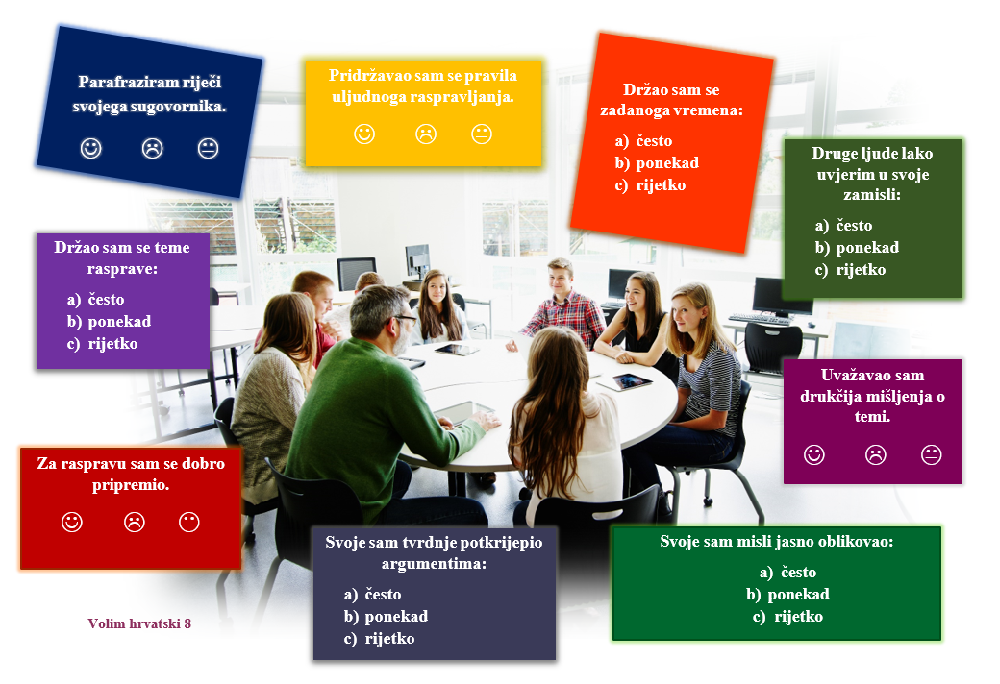 Parafraziram riječi
svojega sugovornika.
☺ ☹ 😐
Pridržavao sam se pravila
uljudnoga raspravljanja.
☺ ☹ 😐
Držao sam se
zadanoga vremena:
a) često
b) ponekad
c) rijetko
Druge ljude lako
uvjerim u svoje
zamisli:
a) često
b) ponekad
c) rijetko
Držao sam se teme
rasprave:
a) često
b) ponekad
c) rijetko
Uvažavao sam
drukčija mišljenja o
temi.
☺ ☹ 😐
Za raspravu sam se dobro
pripremio.
☺ ☹ 😐
Svoje sam tvrdnje potkrijepio
argumentima:
a) često
b) ponekad
c) rijetko
Svoje sam misli jasno oblikovao:
a) često
b) ponekad
c) rijetko
Volim hrvatski 8